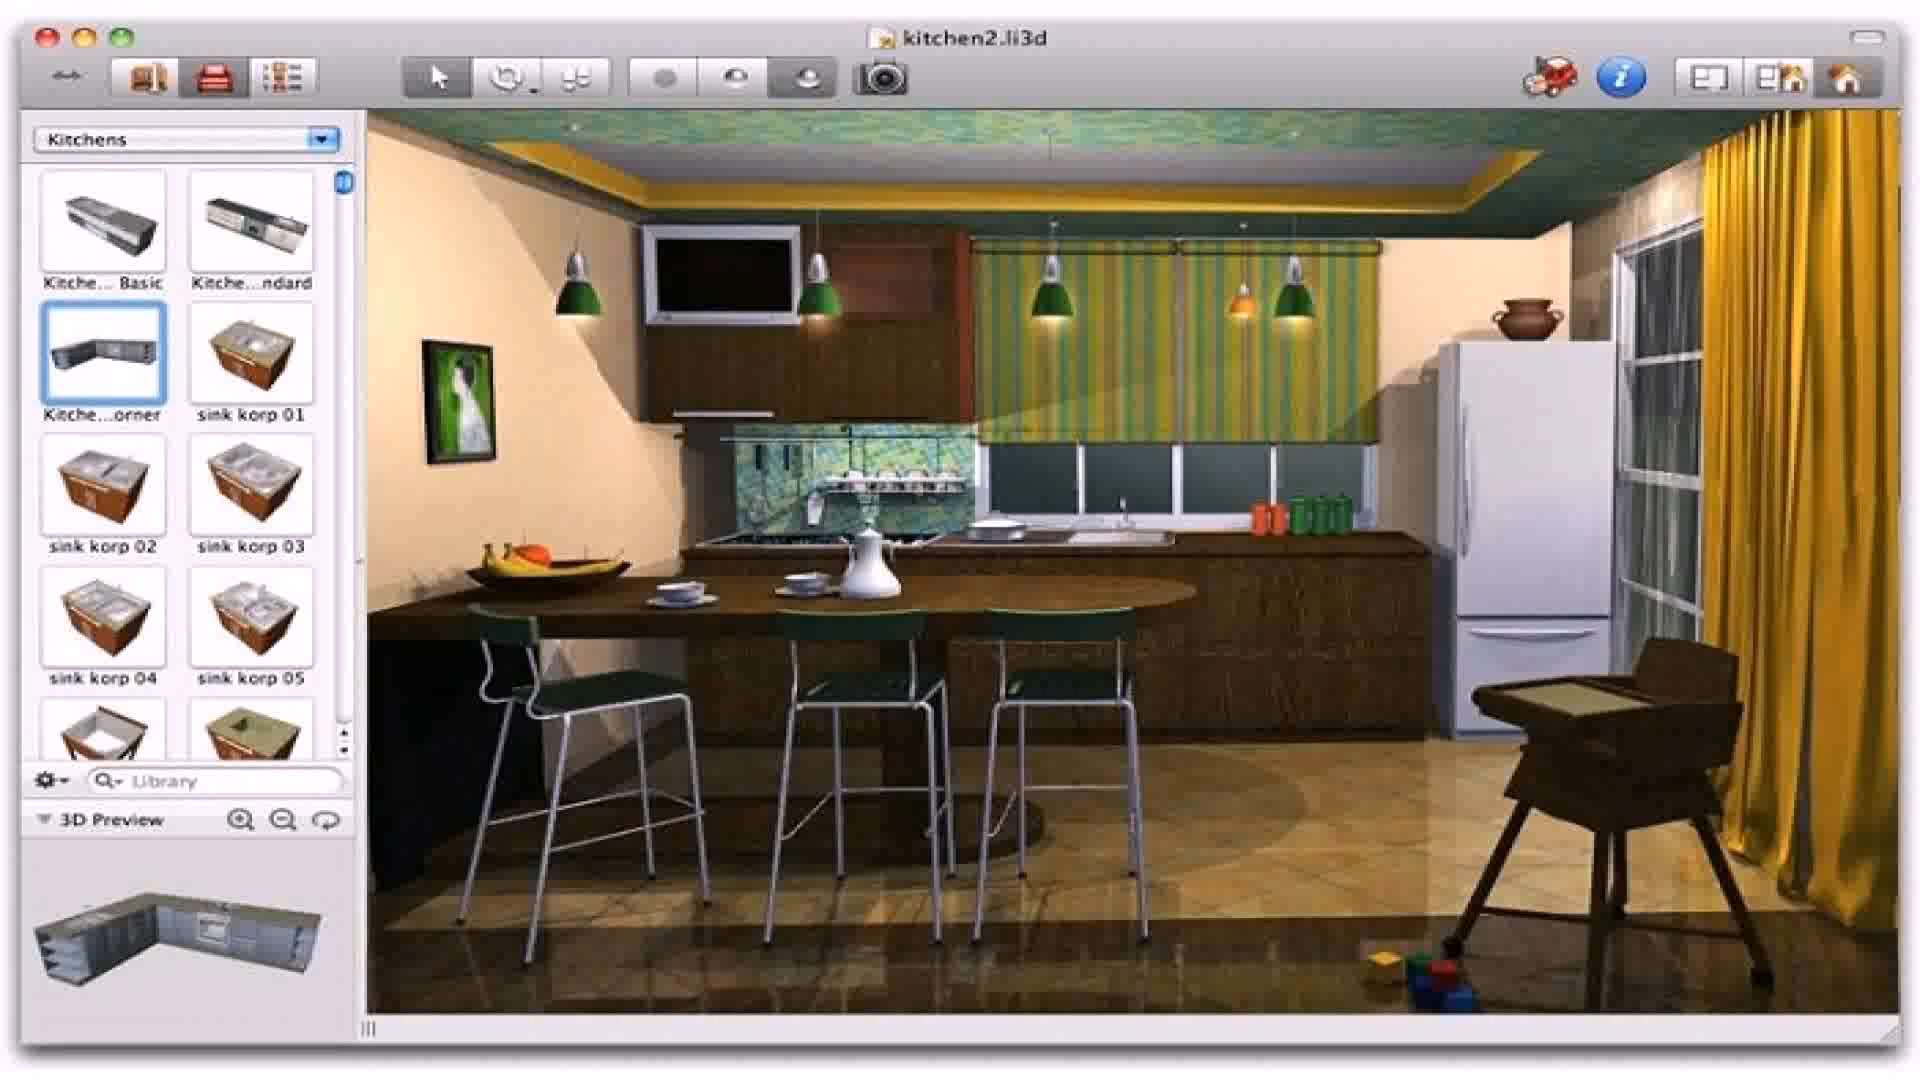 kitchen2.li3d
Kitchens
Kitche... Basic
Kitche...ndard
Kitche...orner
sink korp 01
sink korp 02
sink korp 03
sink korp 04
sink korp 05
Library
3D Preview